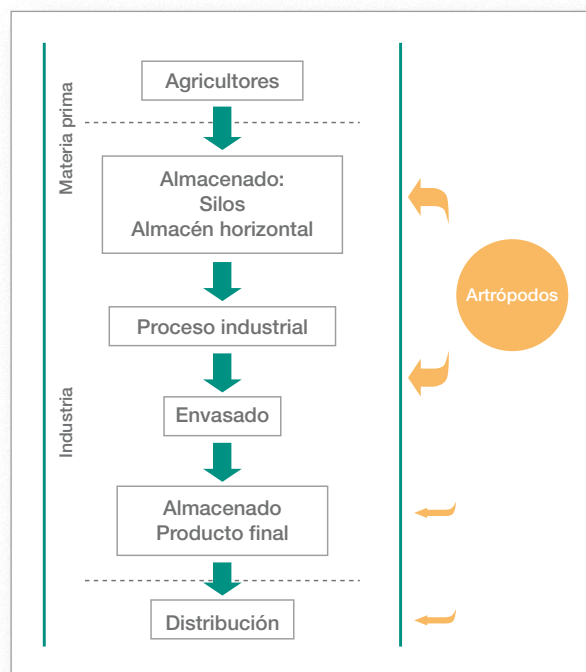 Agricultores
Materia prima
Almacenado:
Silos
Almacén horizontal
Artrópodos
Proceso industrial
Industria
Envasado
Almacenado
Producto final
Distribución